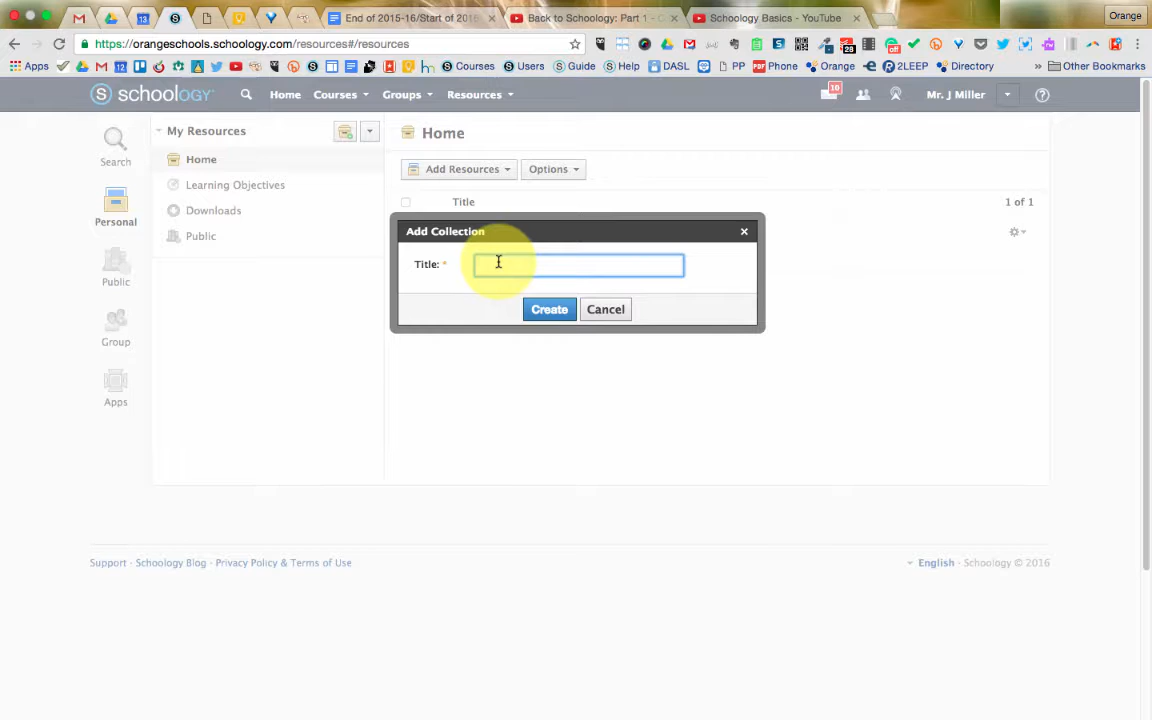 End of 2015-16/Start of 2016
Back to Schoology: Part 1 - C
Schoology Basics - YouTube
Orange
https://orangeschools.schoology.com/resources#/resources
28
Apps
Courses
Users
Guide
Help
DASL
PP
Phone
Orange
2LEEP
Directory
» Other Bookmarks
schoology
Home
Courses
Groups
Resources
10
Mr. J Miller
Search
Personal
Public
Group
Apps
My Resources
Home
Learning Objectives
Downloads
Public
Home
Add Resources
Options
Title
1 of 1
Add Collection
Title: *
Create
Cancel
Support · Schoology Blog · Privacy Policy & Terms of Use
English · Schoology © 2016